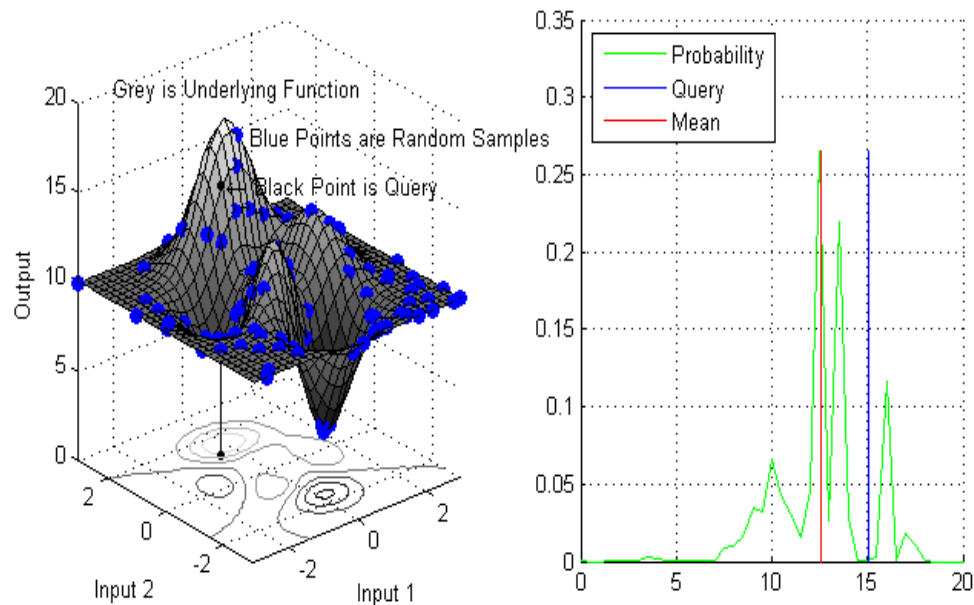 Grey is Underlying Function
Blue Points are Random Samples
Black Point is Query
20
15
10
5
0
Output
2
0
-2
Input 2
-2
0
2
Input 1
0.35
0.3
0.25
0.2
0.15
0.1
0.05
0
Probability
Query
Mean
0
5
10
15
20